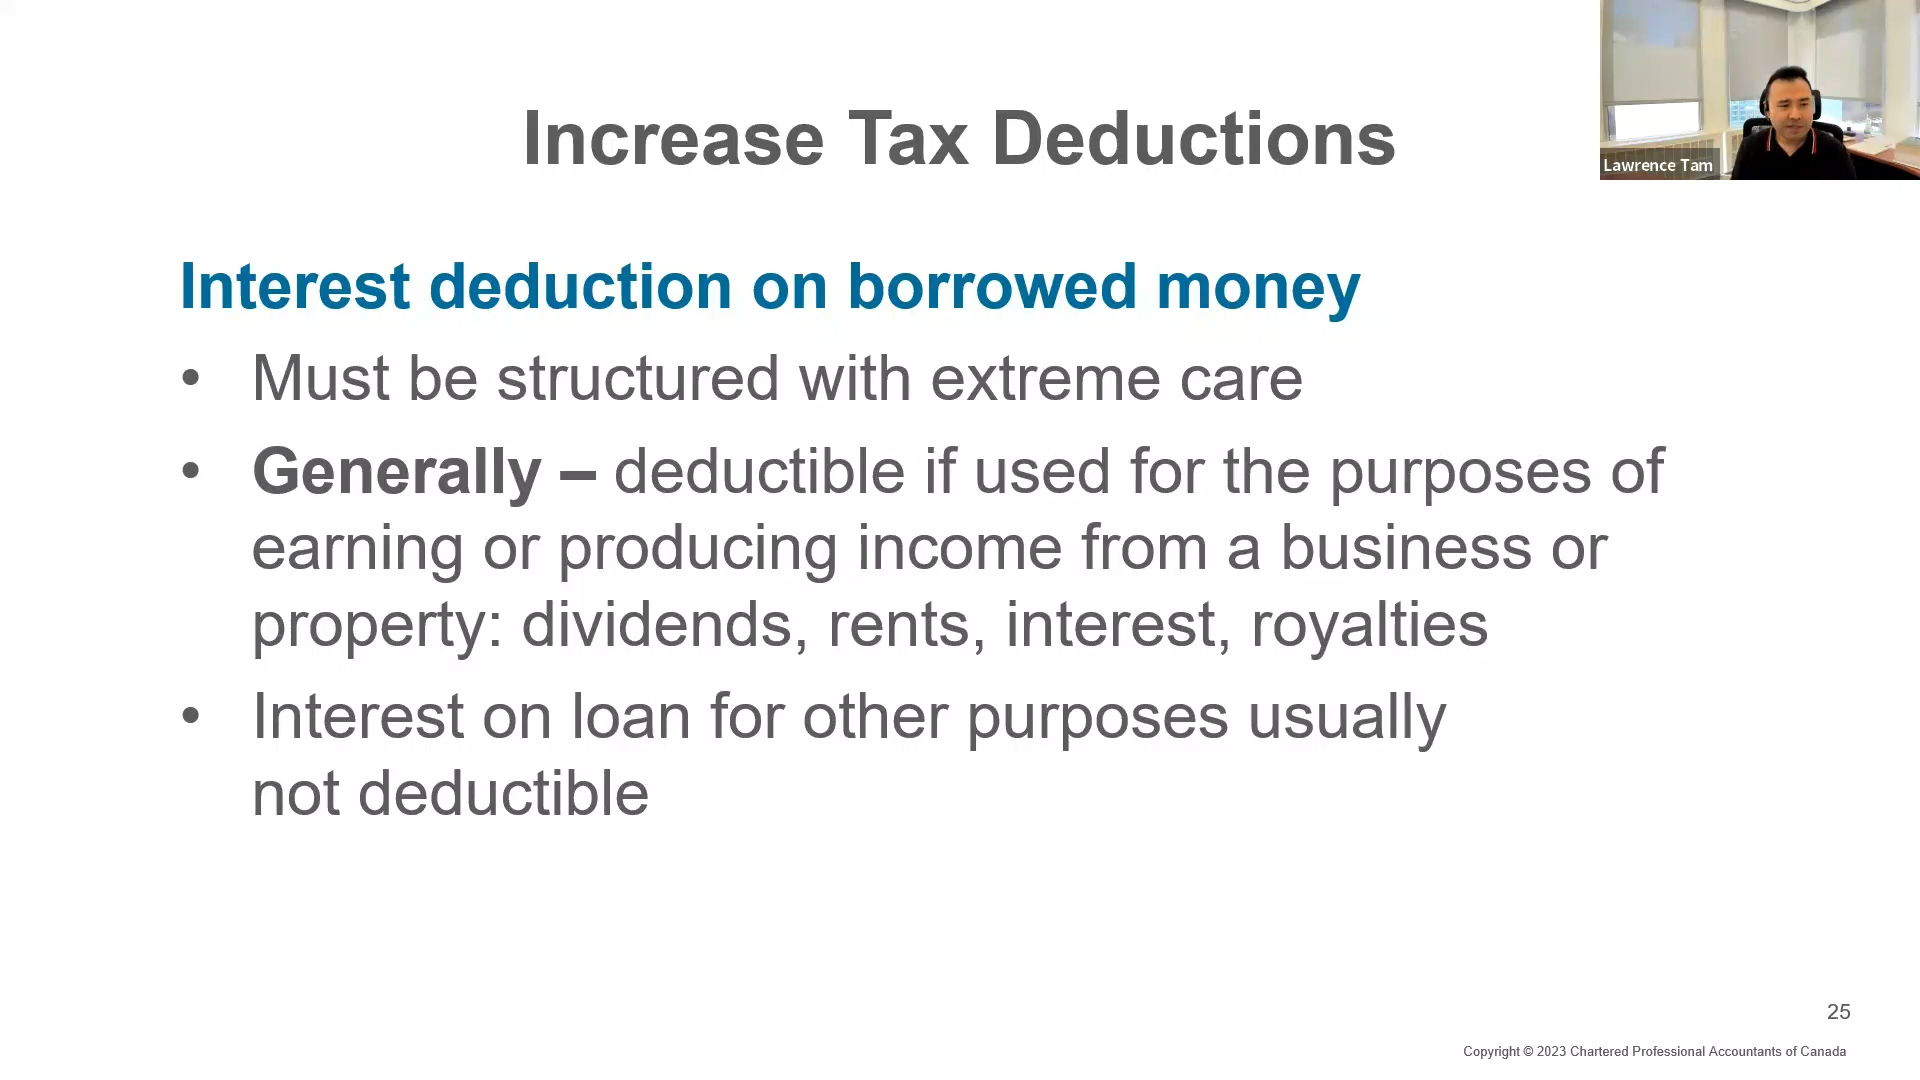 Increase Tax Deductions
Lawrence Tam
Interest deduction on borrowed money
• Must be structured with extreme care
• Generally – deductible if used for the purposes of
earning or producing income from a business or
property: dividends, rents, interest, royalties
• Interest on loan for other purposes usually
not deductible
25
Copyright © 2023 Chartered Professional Accountants of Canada